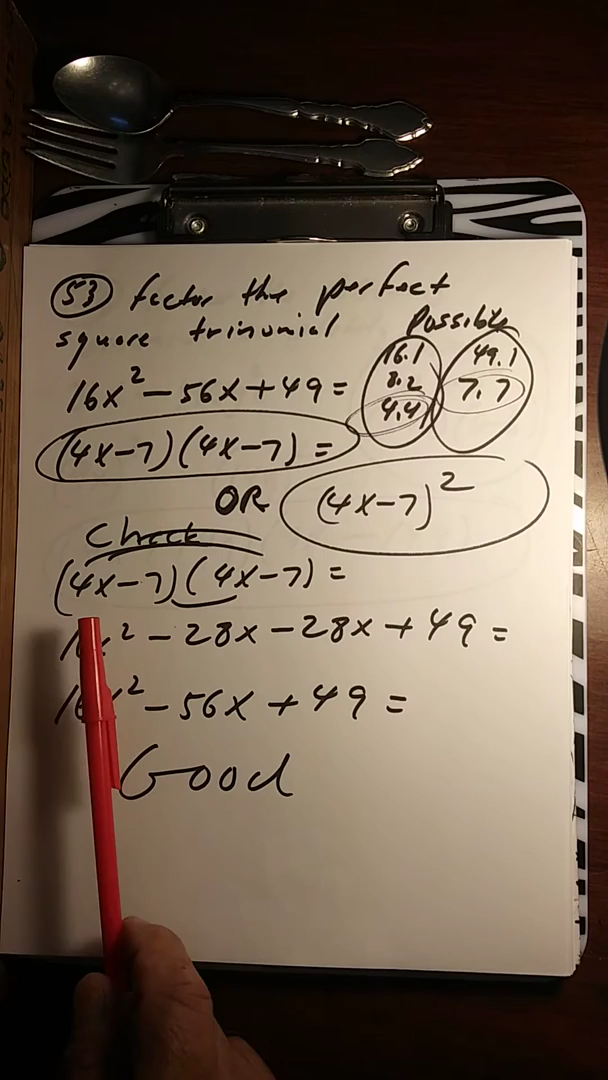 53 factor the perfect
square trinomial
Possible
16x² - 56x + 49 =
16.1
8.2
4.4
49.1
7.7
(4x-7)(4x-7) =
OR (4x-7)²
Check
(4x-7)(4x-7) =
16x² - 28x - 28x + 49 =
16x² - 56x + 49 =
Good